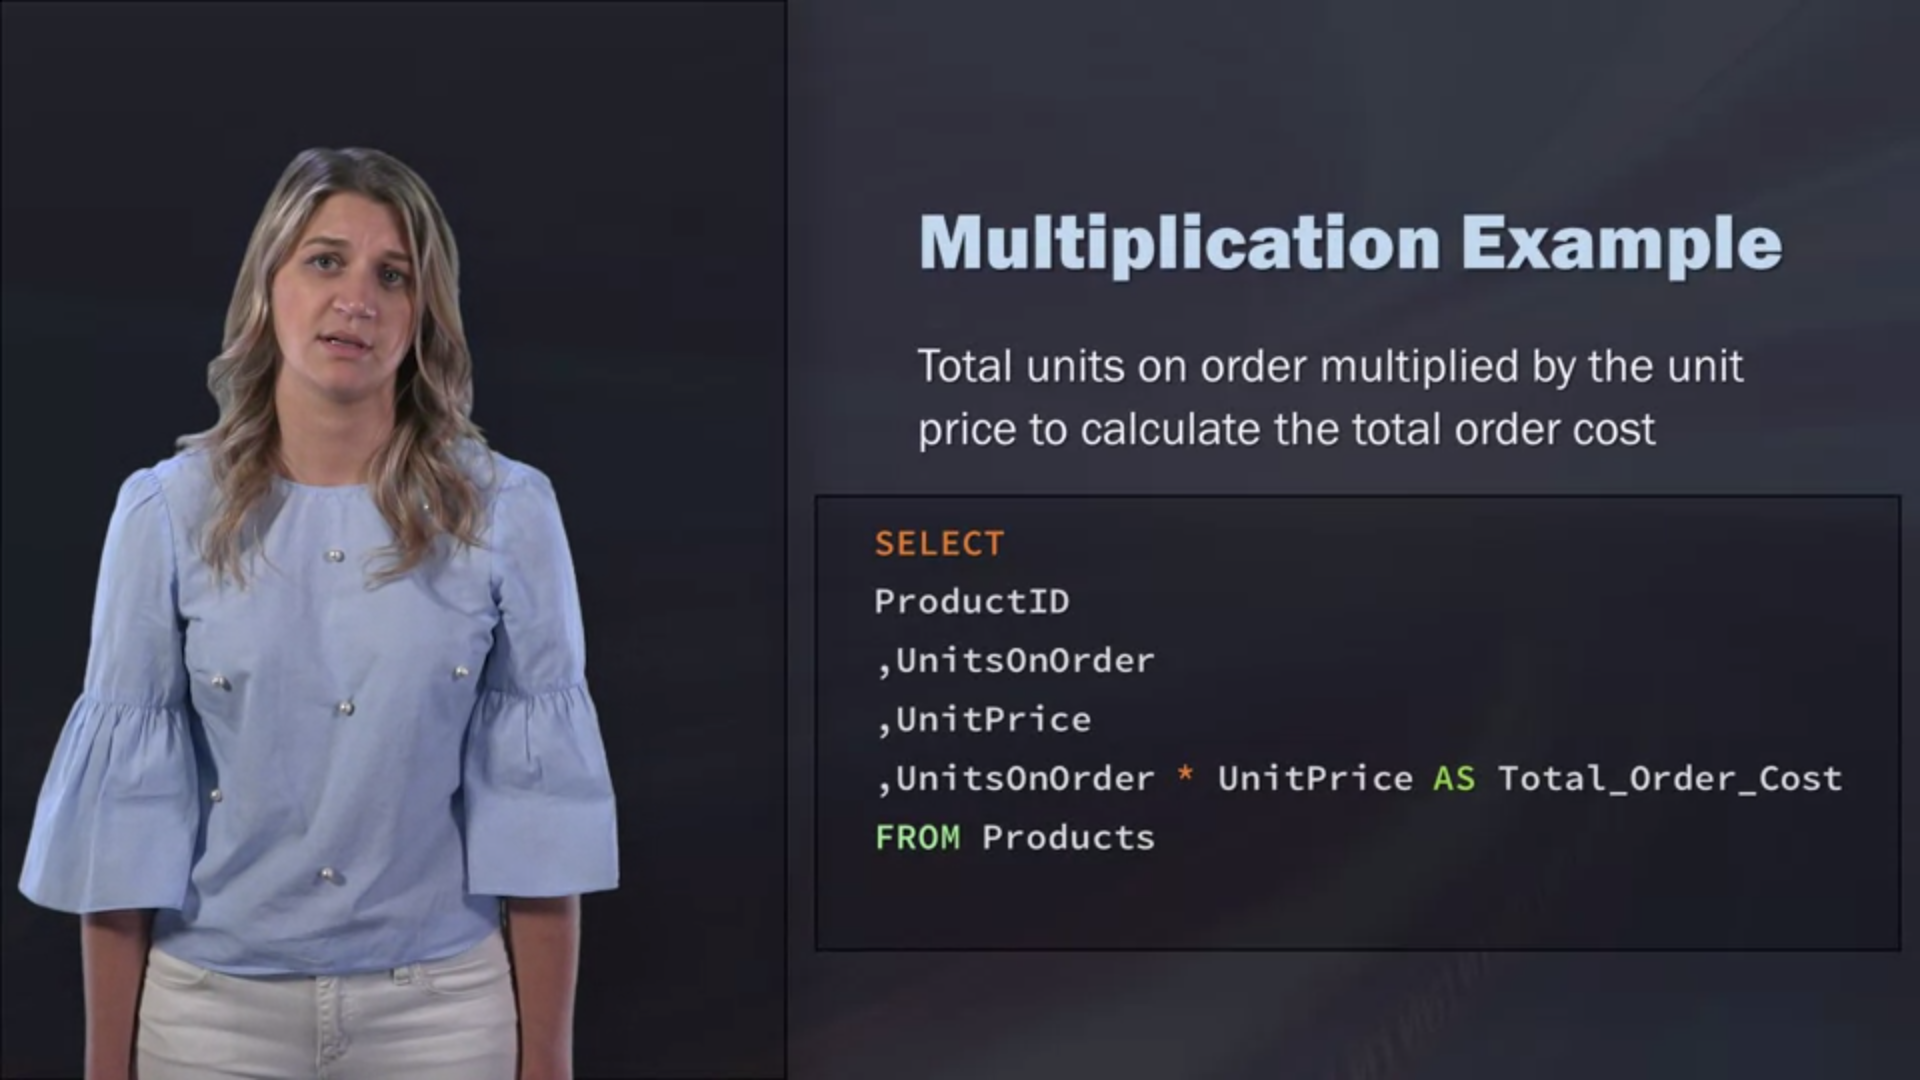 Multiplication Example
Total units on order multiplied by the unit
price to calculate the total order cost
SELECT
ProductID
,UnitsOnOrder
,UnitPrice
,UnitsOnOrder * UnitPrice AS Total_Order_Cost
FROM Products